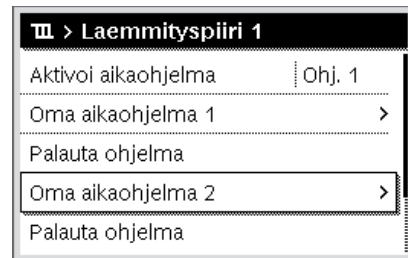 > Laemmityspiiri 1
Aktivoi aikaohjelma Ohj. 1
Oma aikaohjelma 1 >
Palauta ohjelma
Oma aikaohjelma 2 >
Palauta ohjelma